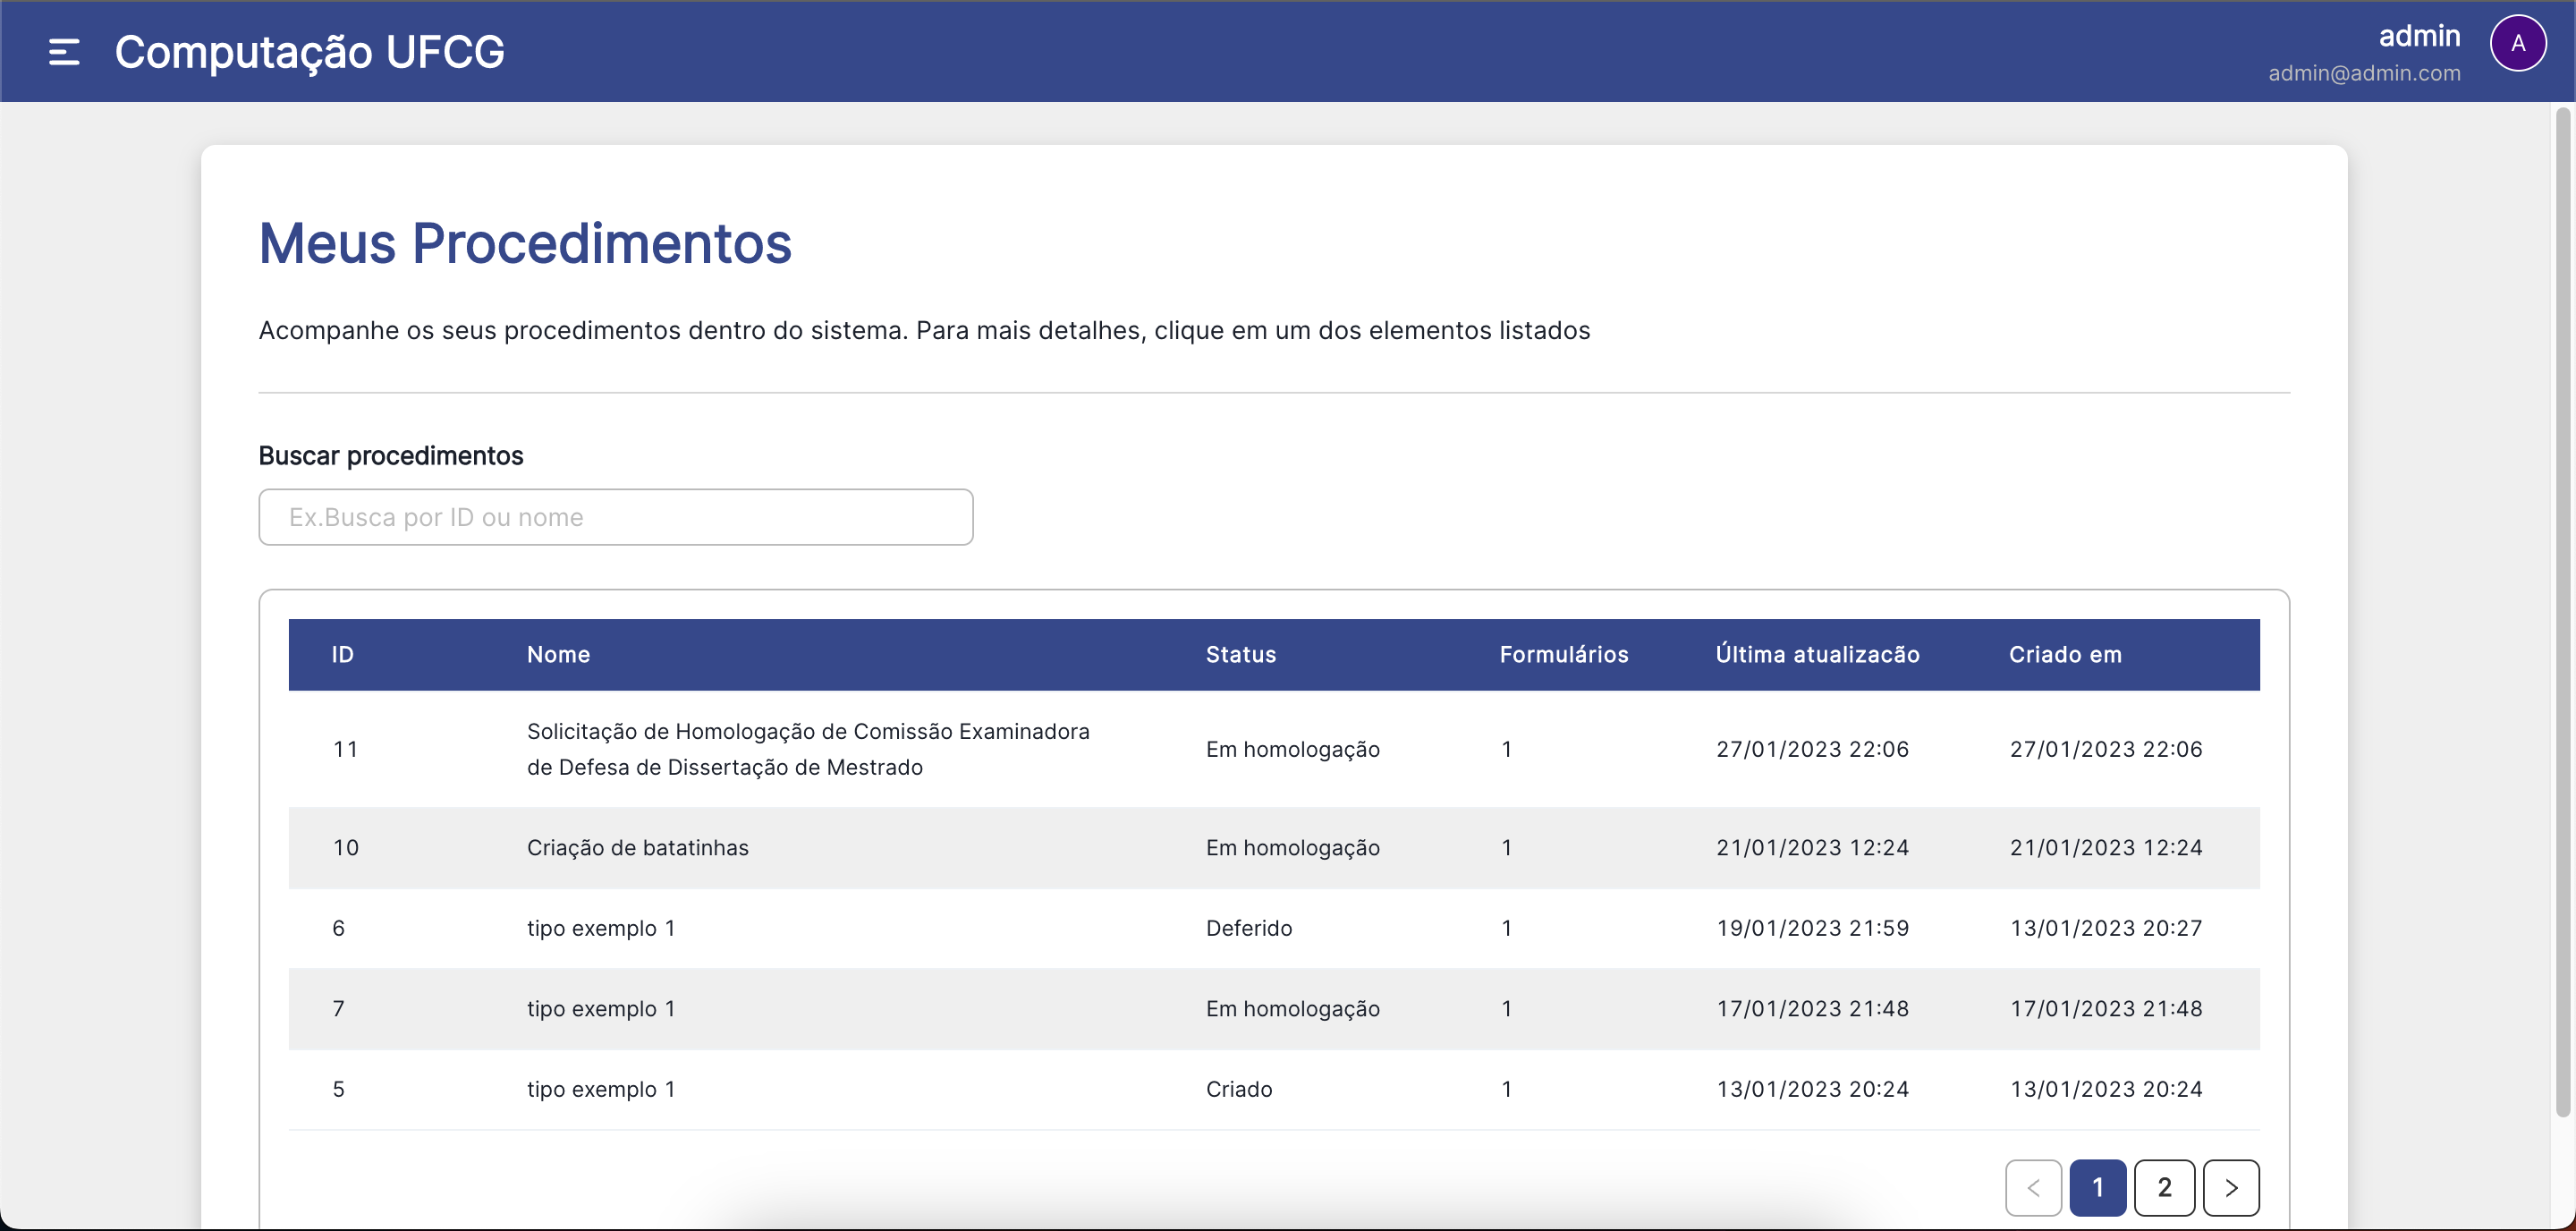 Computação UFCG
admin
admin@admin.com
A
Meus Procedimentos
Acompanhe os seus procedimentos dentro do sistema. Para mais detalhes, clique em um dos elementos listados
Buscar procedimentos
Ex.Busca por ID ou nome
ID Nome Status Formulários Última atualizacão Criado em
11 Solicitação de Homologação de Comissão Examinadora de Defesa de Dissertação de Mestrado Em homologação 1 27/01/2023 22:06 27/01/2023 22:06
10 Criação de batatinhas Em homologação 1 21/01/2023 12:24 21/01/2023 12:24
6 tipo exemplo 1 Deferido 1 19/01/2023 21:59 13/01/2023 20:27
7 tipo exemplo 1 Em homologação 1 17/01/2023 21:48 17/01/2023 21:48
5 tipo exemplo 1 Criado 1 13/01/2023 20:24 13/01/2023 20:24
< 1 2 >